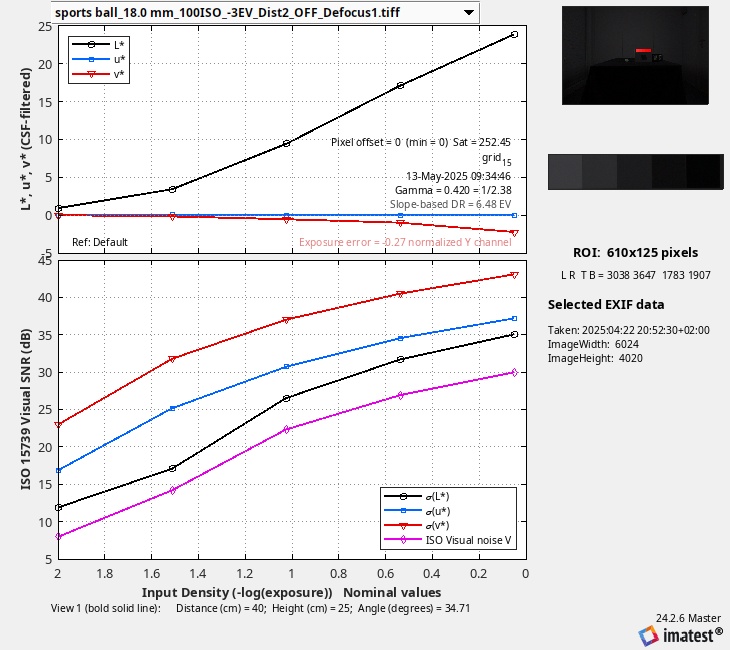 sports ball_18.0 mm_100ISO_-3EV_Dist2_OFF_Defocus1.tiff
25
20
15
10
5
0
-5
L*, u*, v* (CSF-filtered)
L*
u*
v*
Pixel offset = 0 (min = 0) Sat = 252.45
grid15
13-May-2025 09:34:46
Gamma = 0.420 = 1/2.38
Slope-based DR = 6.48 EV
Ref: Default
Exposure error = -0.27 normalized Y channel
45
40
35
30
25
20
15
10
5
ISO 15739 Visual SNR (dB)
σ(L*)
σ(u*)
σ(v*)
ISO Visual noise V
2 1.8 1.6 1.4 1.2 1 0.8 0.6 0.4 0.2 0
Input Density (-log(exposure)) Nominal values
View 1 (bold solid line): Distance (cm) = 40; Height (cm) = 25; Angle (degrees) = 34.71
ROI: 610x125 pixels
L R T B = 3038 3647 1783 1907
Selected EXIF data
Taken: 2025:04:22 20:52:30+02:00
ImageWidth: 6024
ImageHeight: 4020
24.2.6 Master
imatest®